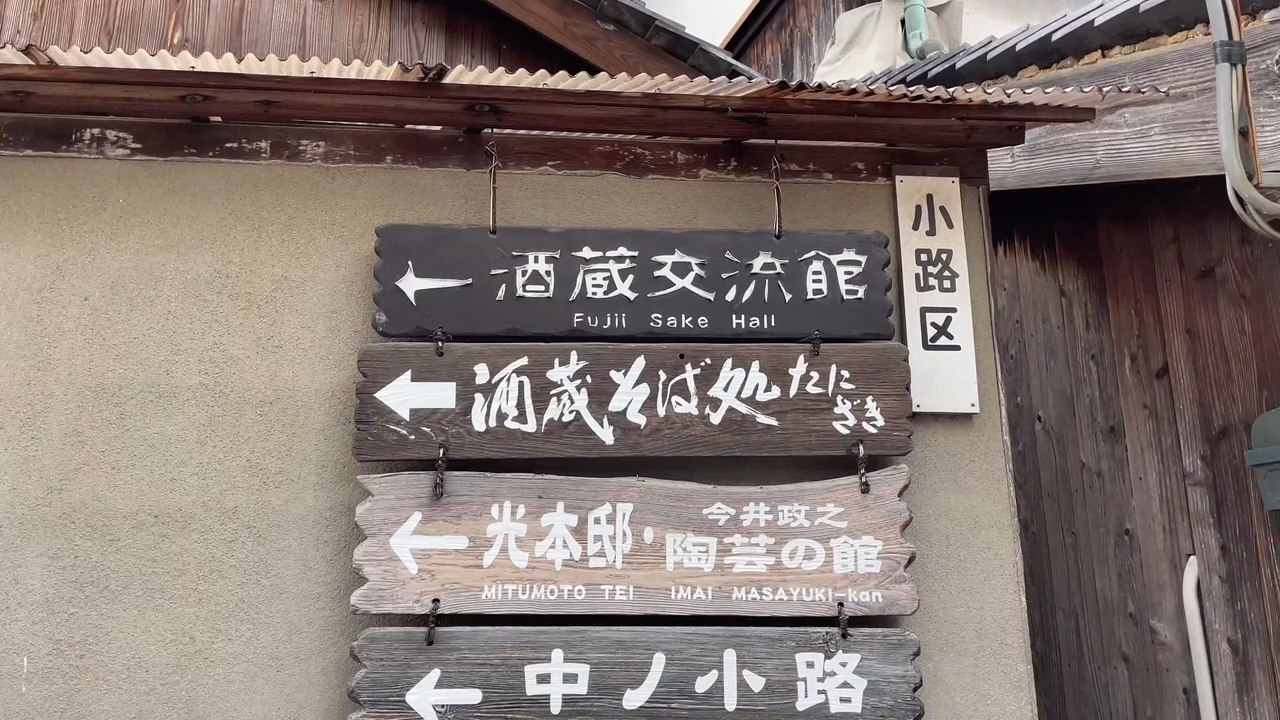 酒蔵交流館
Fujii Sake Hall
酒蔵そば処たにざき
光本邸・今井政之陶芸の館
MITUMOTO TEI IMAI MASAYUKI-kan
中ノ小路
小路区